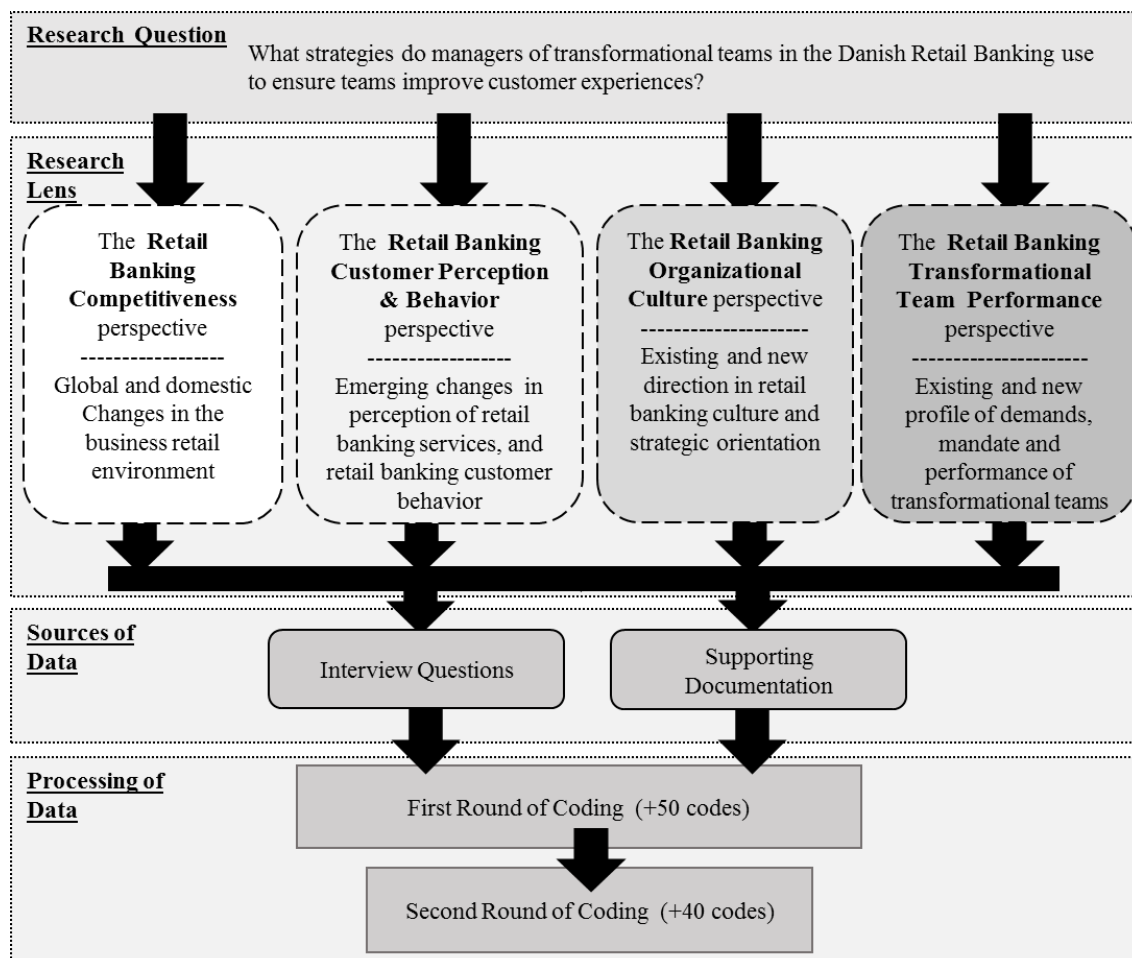 Research Question
What strategies do managers of transformational teams in the Danish Retail Banking use
to ensure teams improve customer experiences?
Research
Lens
The Retail
Banking
Competitiveness
perspective
-------------------
Global and domestic
Changes in the
business retail
environment
The Retail Banking
Customer Perception
& Behavior
perspective
-----------------------
Emerging changes in
perception of retail
banking services, and
retail banking customer
behavior
The Retail Banking
Organizational
Culture perspective
-----------------------
Existing and new
direction in retail
banking culture and
strategic orientation
The Retail Banking
Transformational
Team Performance
perspective
-----------------------
Existing and new
profile of demands,
mandate and
performance of
transformational teams
Sources of
Data
Interview Questions
Supporting
Documentation
Processing of
Data
First Round of Coding (+50 codes)
Second Round of Coding (+40 codes)